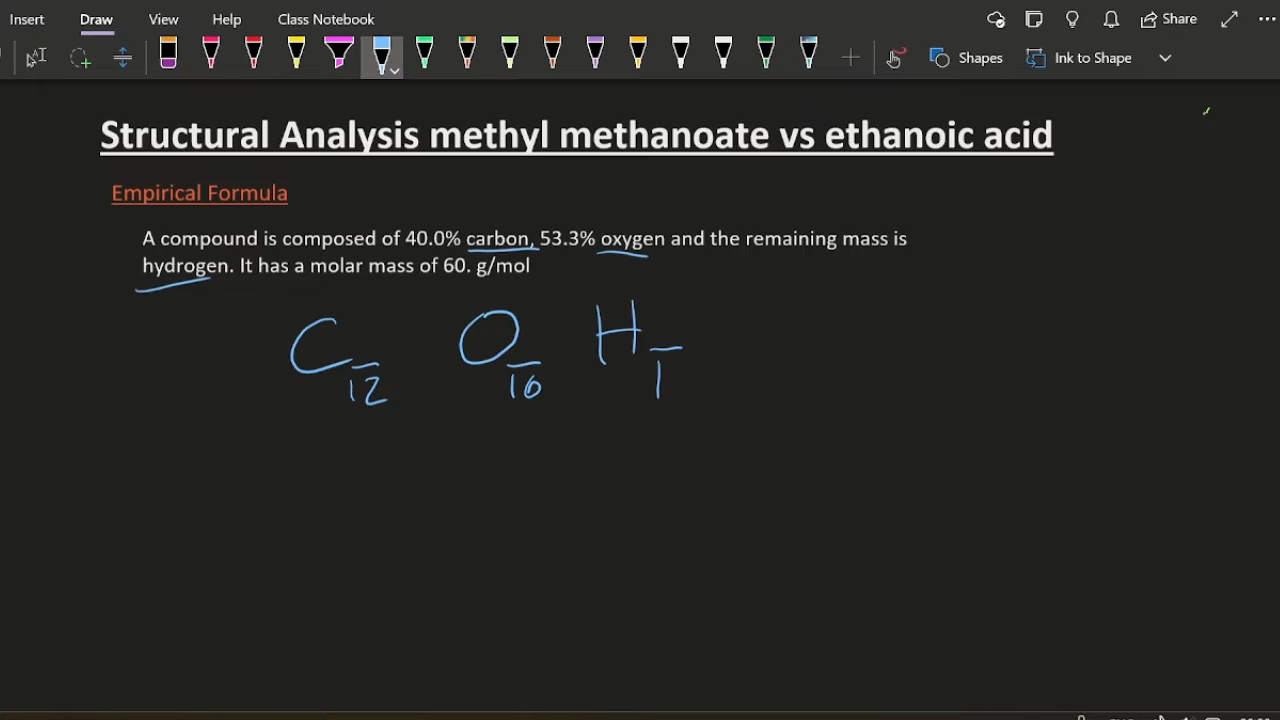 Insert Draw View Help Class Notebook Share
Shapes Ink to Shape
Structural Analysis methyl methanoate vs ethanoic acid
Empirical Formula
A compound is composed of 40.0% carbon, 53.3% oxygen and the remaining mass is
hydrogen. It has a molar mass of 60. g/mol
C O H
12 16 1